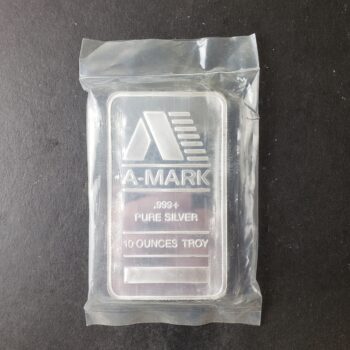 A-MARK
.999+
PURE SILVER
10 OUNCES TROY